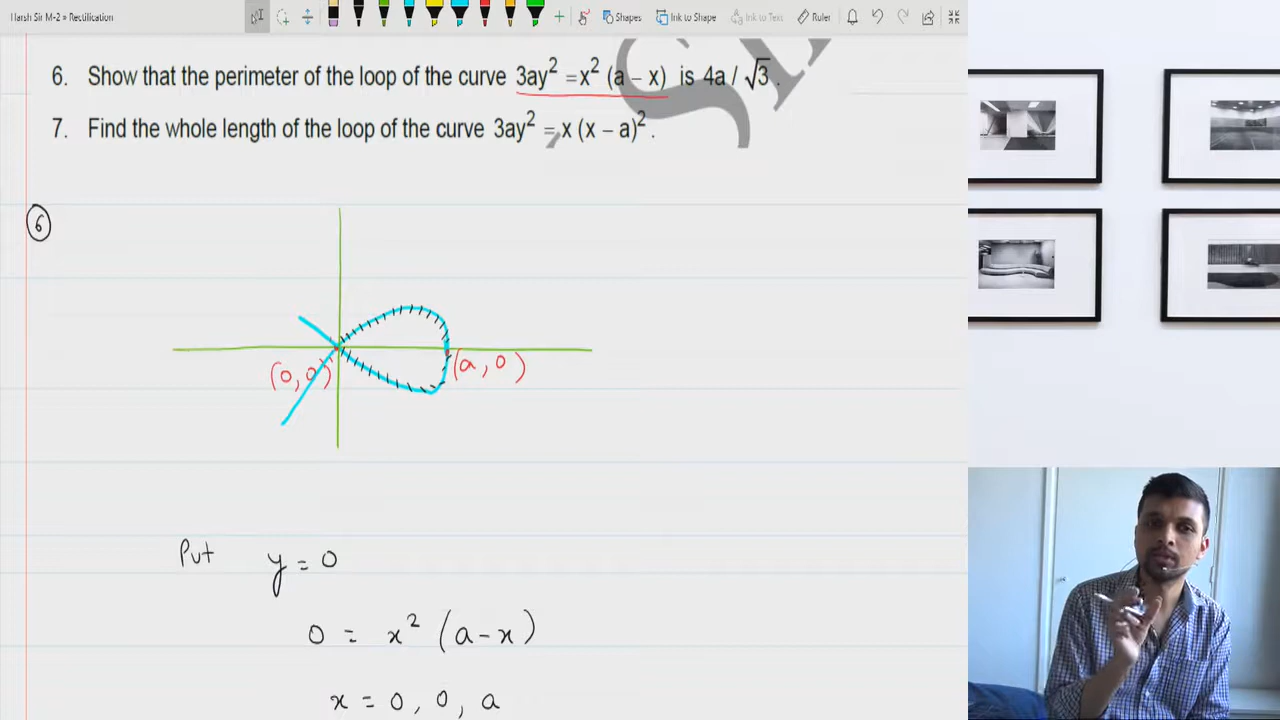 Harsh Sir M-2 » Rectification
Shapes Ink to Shape Ink to Text Ruler
6. Show that the perimeter of the loop of the curve 3ay² = x² (a – x) is 4a / √3 .
7. Find the whole length of the loop of the curve 3ay² = x (x – a)² .
6
(0,0)
(a, 0)
Put y = 0
0 = x² (a-x)
x = 0, 0, a